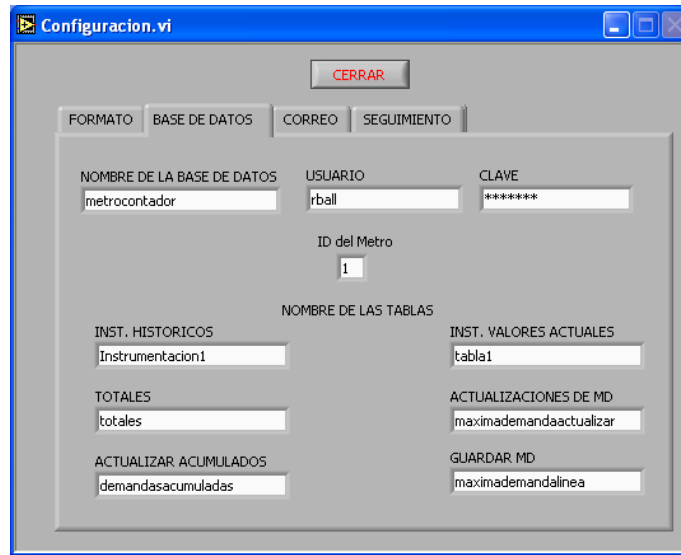 Configuracion.vi
CERRAR
FORMATO BASE DE DATOS CORREO SEGUIMIENTO
NOMBRE DE LA BASE DE DATOS USUARIO CLAVE
metrocontador rball *******
ID del Metro
1
NOMBRE DE LAS TABLAS
INST. HISTORICOS INST. VALORES ACTUALES
Instrumentacion1 tabla1
TOTALES ACTUALIZACIONES DE MD
totales maximademandaactualizar
ACTUALIZAR ACUMULADOS GUARDAR MD
demandasacumuladas maximademandalinea